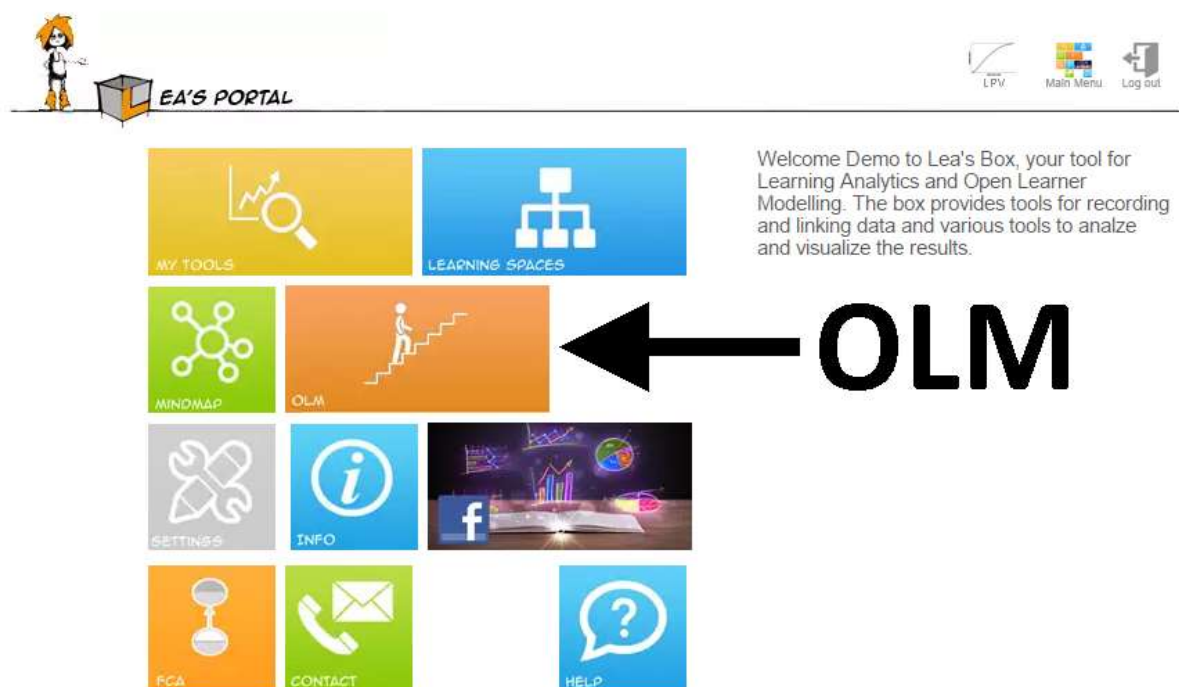 EA'S PORTAL
LPV
Main Menu
Log out
MY TOOLS
LEARNING SPACES
Welcome Demo to Lea's Box, your tool for
Learning Analytics and Open Learner
Modelling. The box provides tools for recording
and linking data and various tools to analze
and visualize the results.
MINDMAP
OLM
OLM
SETTINGS
INFO
f
FCA
CONTACT
HELP